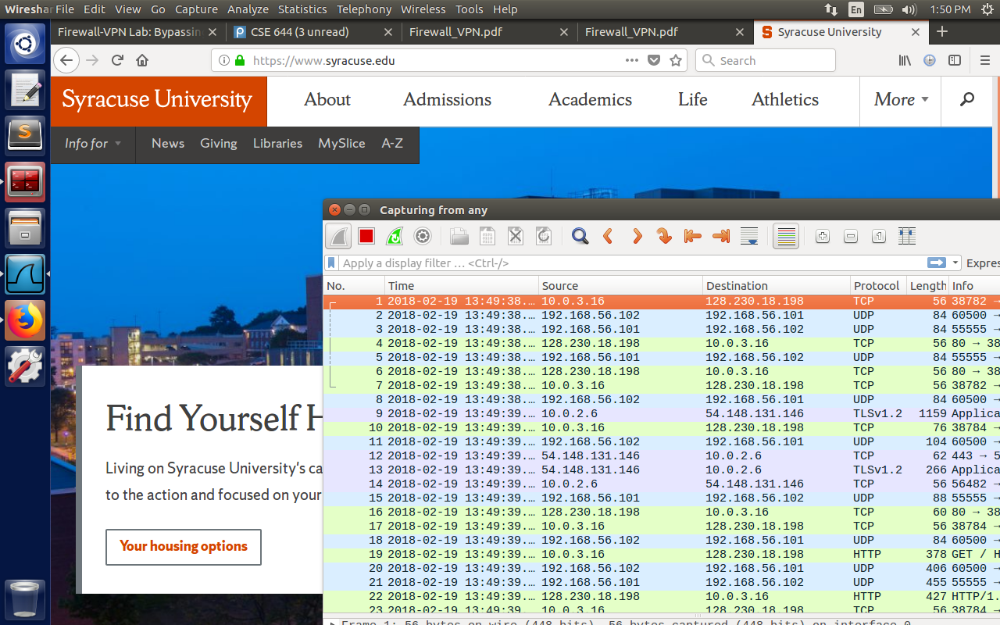 Wireshar File Edit View Go Capture Analyze Statistics Telephony Wireless Tools Help En 1:50 PM
Firewall-VPN Lab: Bypassin CSE 644 (3 unread) Firewall_VPN.pdf Firewall_VPN.pdf Syracuse University
https://www.syracuse.edu Search
Syracuse University About Admissions Academics Life Athletics More
Info for News Giving Libraries MySlice A-Z
Capturing from any
Apply a display filter … <Ctrl-/> Expres
No. Time Source Destination Protocol Length Info
1 2018-02-19 13:49:38.… 10.0.3.16 128.230.18.198 TCP 56 38782 →
2 2018-02-19 13:49:38.… 192.168.56.102 192.168.56.101 UDP 84 60500 →
3 2018-02-19 13:49:38.… 192.168.56.101 192.168.56.102 UDP 84 55555 →
4 2018-02-19 13:49:38.… 128.230.18.198 10.0.3.16 TCP 56 80 → 38
5 2018-02-19 13:49:38.… 192.168.56.101 192.168.56.102 UDP 84 55555 →
6 2018-02-19 13:49:38.… 128.230.18.198 10.0.3.16 TCP 56 80 → 38
7 2018-02-19 13:49:38.… 10.0.3.16 128.230.18.198 TCP 56 38782 →
8 2018-02-19 13:49:38.… 192.168.56.102 192.168.56.101 UDP 84 60500 →
9 2018-02-19 13:49:39.… 10.0.2.6 54.148.131.146 TLSv1.2 1159 Applica
10 2018-02-19 13:49:39.… 10.0.3.16 128.230.18.198 TCP 76 38784 →
11 2018-02-19 13:49:39.… 192.168.56.102 192.168.56.101 UDP 104 60500 →
12 2018-02-19 13:49:39.… 54.148.131.146 10.0.2.6 TCP 62 443 → 5
13 2018-02-19 13:49:39.… 54.148.131.146 10.0.2.6 TLSv1.2 266 Applica
14 2018-02-19 13:49:39.… 10.0.2.6 54.148.131.146 TCP 56 56482 →
15 2018-02-19 13:49:39.… 192.168.56.101 192.168.56.102 UDP 88 55555 →
16 2018-02-19 13:49:39.… 128.230.18.198 10.0.3.16 TCP 60 80 → 38
17 2018-02-19 13:49:39.… 10.0.3.16 128.230.18.198 TCP 56 38784 →
18 2018-02-19 13:49:39.… 192.168.56.102 192.168.56.101 UDP 84 60500 →
19 2018-02-19 13:49:39.… 10.0.3.16 128.230.18.198 HTTP 378 GET / H
20 2018-02-19 13:49:39.… 192.168.56.102 192.168.56.101 UDP 406 60500 →
21 2018-02-19 13:49:39.… 192.168.56.101 192.168.56.102 UDP 455 55555 →
22 2018-02-19 13:49:39.… 128.230.18.198 10.0.3.16 HTTP 427 HTTP/1.
23 2018-02-19 13:49:39.… 10.0.3.16 128.230.18.198 TCP 56 38784 →
Frame 1: 56 bytes on wire (448 bits), 56 bytes captured (448 bits) on interface 0
Find Yourself H
Living on Syracuse University's ca
to the action and focused on your
Your housing options